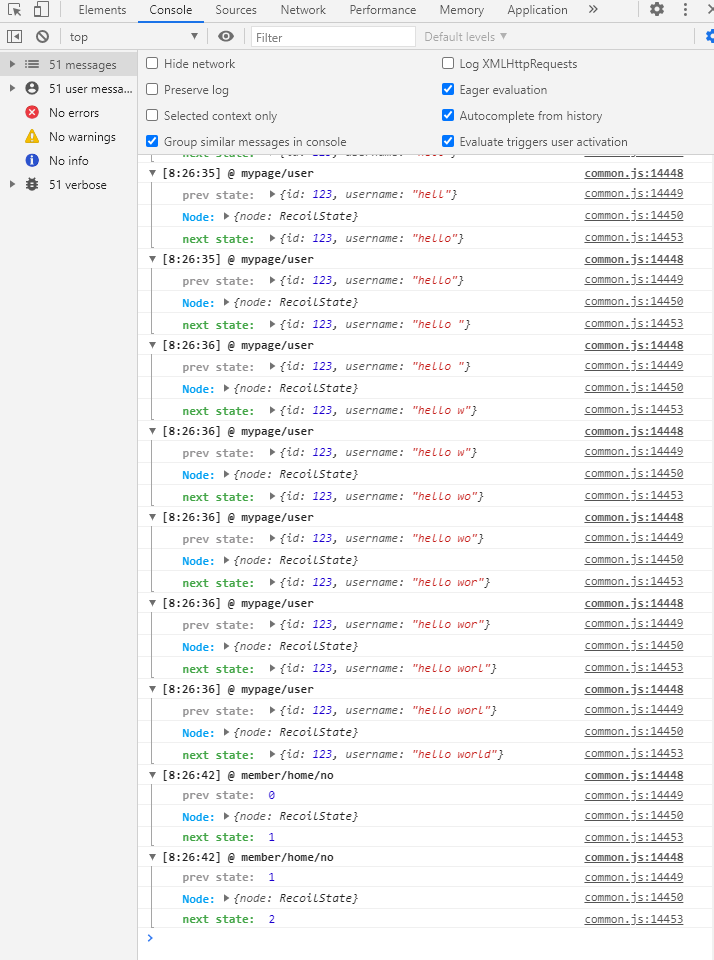 Elements Console Sources Network Performance Memory Application »
top Filter Default levels
51 messages
51 user messa...
No errors
No warnings
No info
51 verbose
Hide network Log XMLHttpRequests
Preserve log Eager evaluation
Selected context only Autocomplete from history
Group similar messages in console Evaluate triggers user activation
[8:26:35] @ mypage/user common.js:14448
prev state: {id: 123, username: "hell"} common.js:14449
Node: {node: RecoilState} common.js:14450
next state: {id: 123, username: "hello"} common.js:14453
[8:26:35] @ mypage/user common.js:14448
prev state: {id: 123, username: "hello"} common.js:14449
Node: {node: RecoilState} common.js:14450
next state: {id: 123, username: "hello "} common.js:14453
[8:26:36] @ mypage/user common.js:14448
prev state: {id: 123, username: "hello "} common.js:14449
Node: {node: RecoilState} common.js:14450
next state: {id: 123, username: "hello w"} common.js:14453
[8:26:36] @ mypage/user common.js:14448
prev state: {id: 123, username: "hello w"} common.js:14449
Node: {node: RecoilState} common.js:14450
next state: {id: 123, username: "hello wo"} common.js:14453
[8:26:36] @ mypage/user common.js:14448
prev state: {id: 123, username: "hello wo"} common.js:14449
Node: {node: RecoilState} common.js:14450
next state: {id: 123, username: "hello wor"} common.js:14453
[8:26:36] @ mypage/user common.js:14448
prev state: {id: 123, username: "hello wor"} common.js:14449
Node: {node: RecoilState} common.js:14450
next state: {id: 123, username: "hello worl"} common.js:14453
[8:26:36] @ mypage/user common.js:14448
prev state: {id: 123, username: "hello worl"} common.js:14449
Node: {node: RecoilState} common.js:14450
next state: {id: 123, username: "hello world"} common.js:14453
[8:26:42] @ member/home/no common.js:14448
prev state: 0 common.js:14449
Node: {node: RecoilState} common.js:14450
next state: 1 common.js:14453
[8:26:42] @ member/home/no common.js:14448
prev state: 1 common.js:14449
Node: {node: RecoilState} common.js:14450
next state: 2 common.js:14453